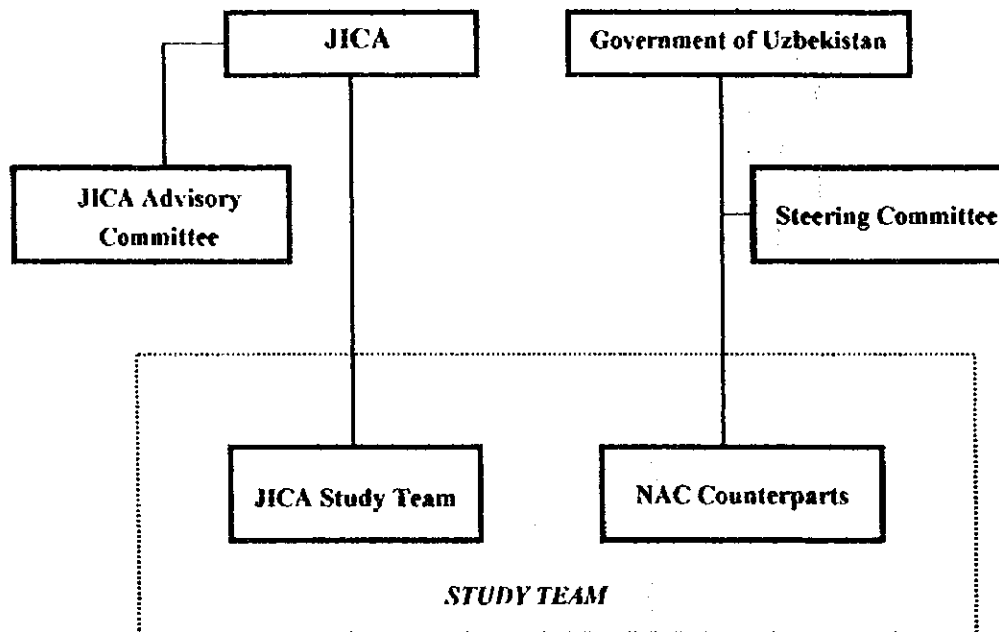 JICA
Government of Uzbekistan
JICA Advisory
Committee
Steering Committee
JICA Study Team
NAC Counterparts
STUDY TEAM